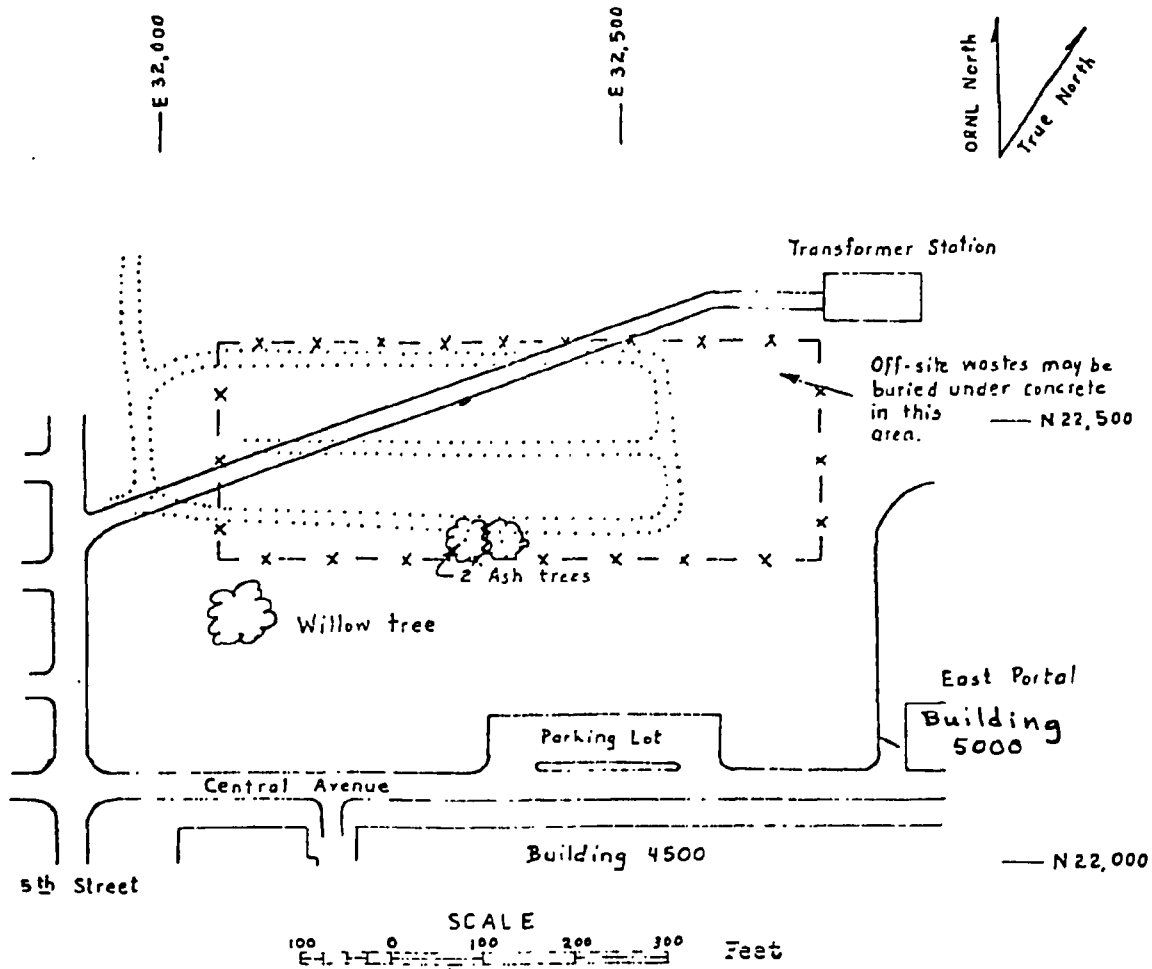 E 32,000
E 32,500
ORNL North
True North
Transformer Station
Off-site wastes may be
buried under concrete
in this
area.
N 22,500
2 Ash trees
Willow tree
East Portal
Building
5000
Parking Lot
Central Avenue
Building 4500
N 22,000
5th Street
SCALE
100 0 100 200 300 Feet